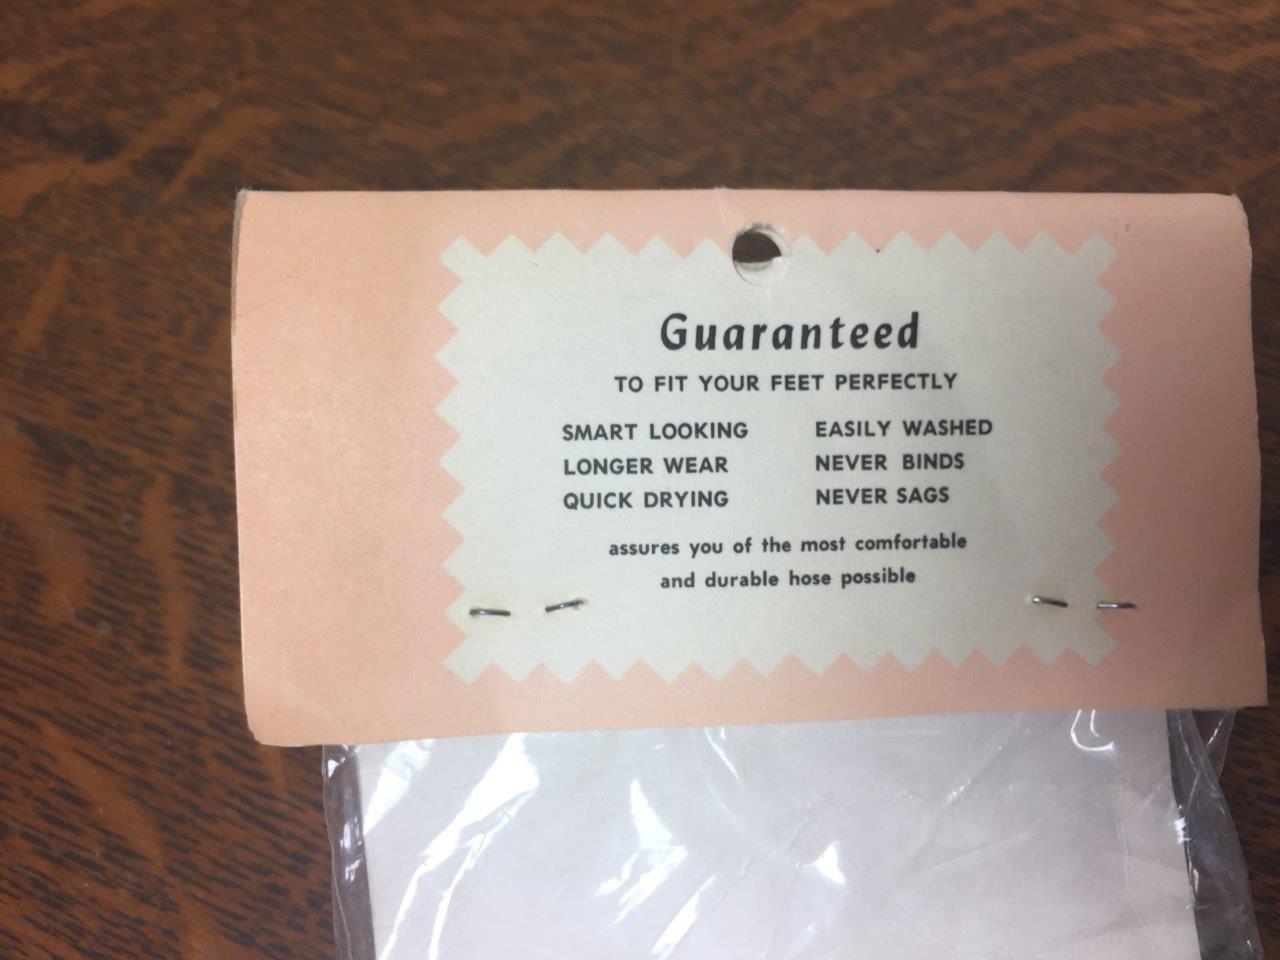 Guaranteed
TO FIT YOUR FEET PERFECTLY
SMART LOOKING EASILY WASHED
LONGER WEAR NEVER BINDS
QUICK DRYING NEVER SAGS
assures you of the most comfortable
and durable hose possible